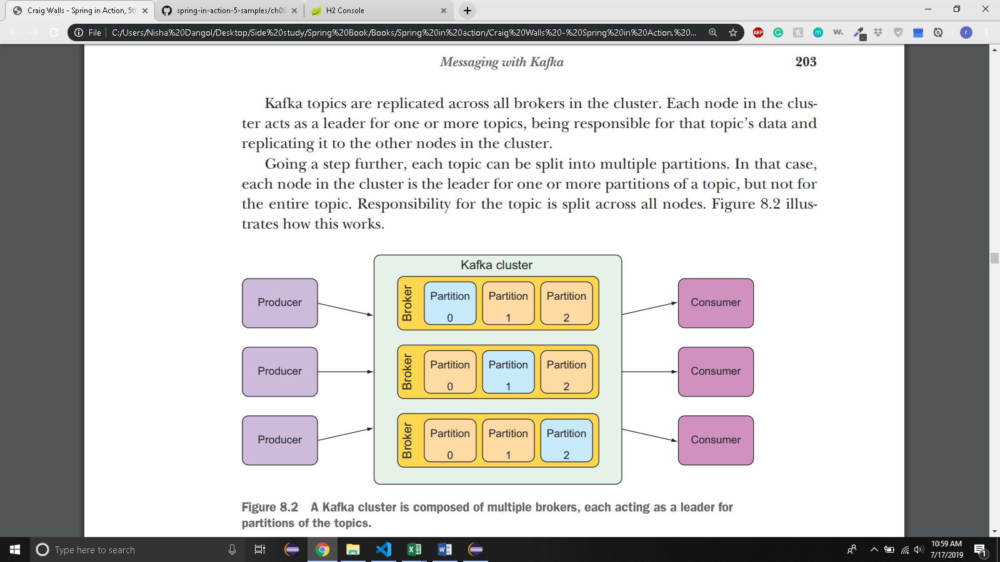 Craig Walls - Spring in Action, 5th
spring-in-action-5-samples/ch08
H2 Console
File
C:/Users/Nisha%20Dangol/Desktop/Side%20study/Spring%20Book/Books/Spring%20in%20action/Craig%20Walls%20-%20Spring%20in%20Action,%20...
ABP
G
m
w.
r
Messaging with Kafka
203
Kafka topics are replicated across all brokers in the cluster. Each node in the clus-
ter acts as a leader for one or more topics, being responsible for that topic's data and
replicating it to the other nodes in the cluster.
Going a step further, each topic can be split into multiple partitions. In that case,
each node in the cluster is the leader for one or more partitions of a topic, but not for
the entire topic. Responsibility for the topic is split across all nodes. Figure 8.2 illus-
trates how this works.
Kafka cluster
Producer
Broker
Partition 0
Partition 1
Partition 2
Consumer
Producer
Broker
Partition 0
Partition 1
Partition 2
Consumer
Producer
Broker
Partition 0
Partition 1
Partition 2
Consumer
Figure 8.2 A Kafka cluster is composed of multiple brokers, each acting as a leader for
partitions of the topics.
Type here to search
10:59 AM
7/17/2019
1